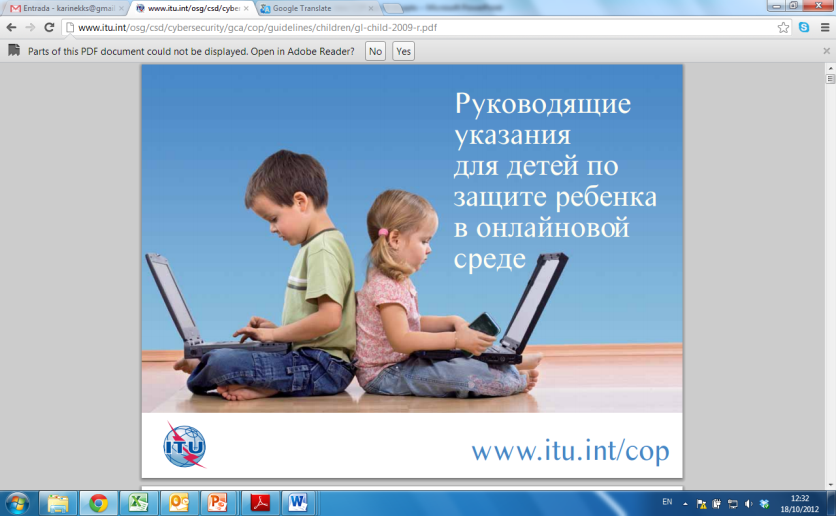 Entrada - karinekks@gmai
www.itu.int/osg/csd/cyber
Google Translate
www.itu.int/osg/csd/cybersecurity/gca/cop/guidelines/children/gl-child-2009-r.pdf
Parts of this PDF document could not be displayed. Open in Adobe Reader?
No
Yes
Руководящие
указания
для детей по
защите ребенка
в онлайновой
среде
ITU
www.itu.int/cop
EN
12:32
18/10/2012